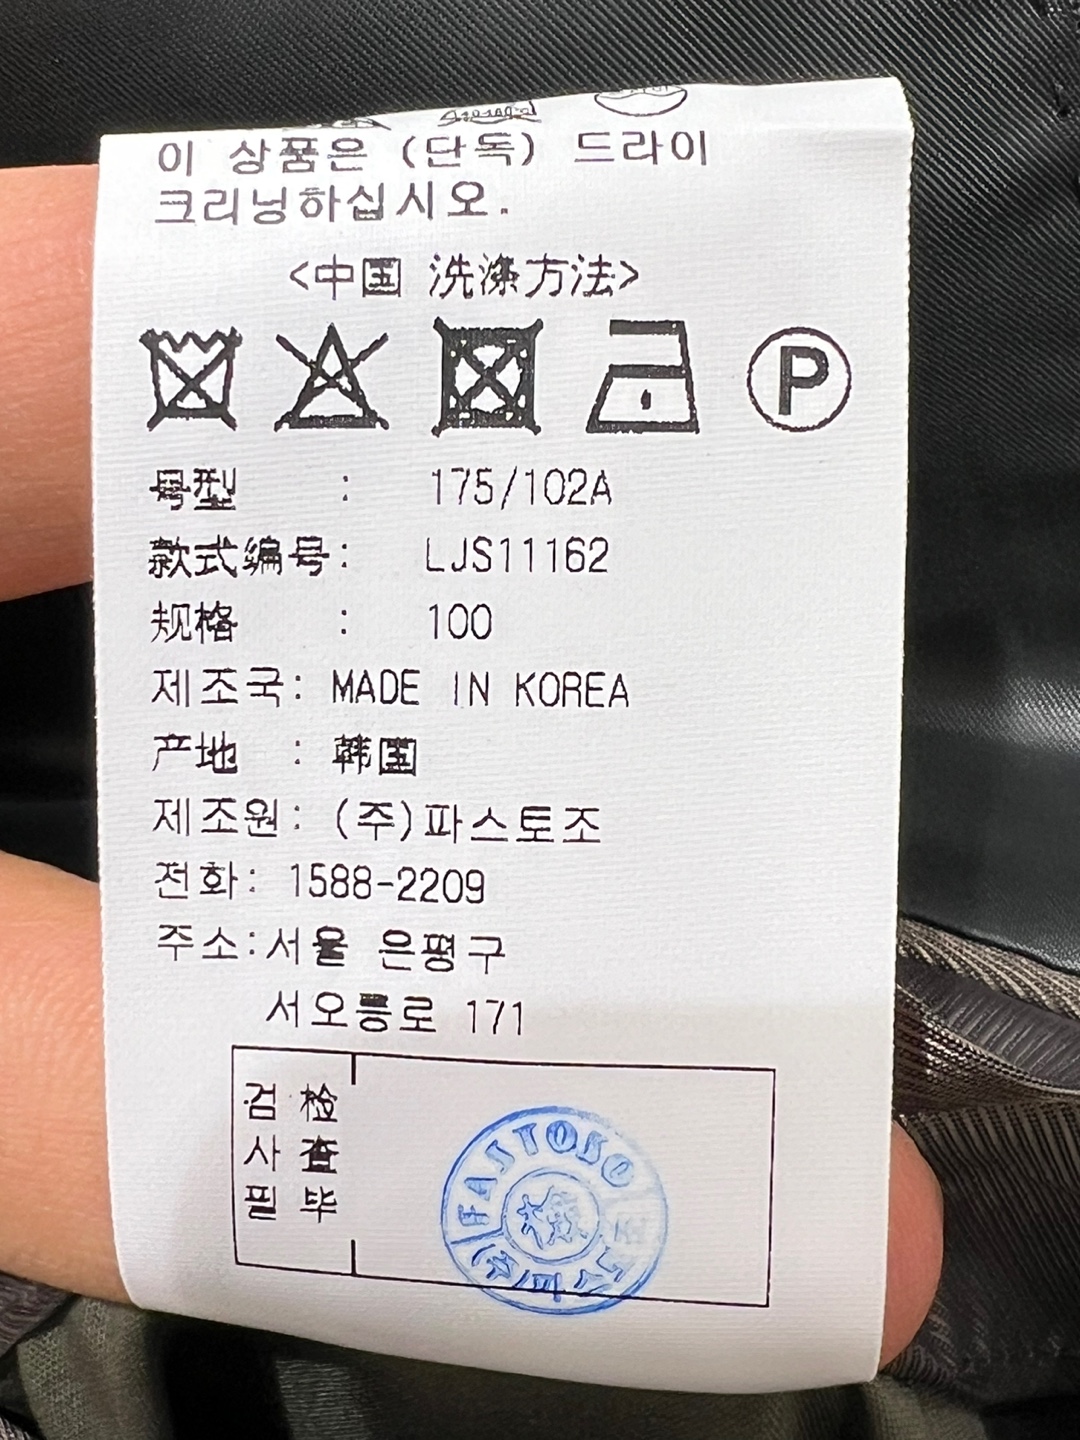 이 상품은 (단독) 드라이
크리닝하십시오.
<中国 洗涤方法>
P
号型 : 175/102A
款式编号: LJS11162
规格 : 100
제조국: MADE IN KOREA
产地 : 韩国
제조원: (주)파스토조
전화: 1588-2209
주소:서울 은평구
서오릉로 171
검 检
사 查
필 毕
FASTOSO